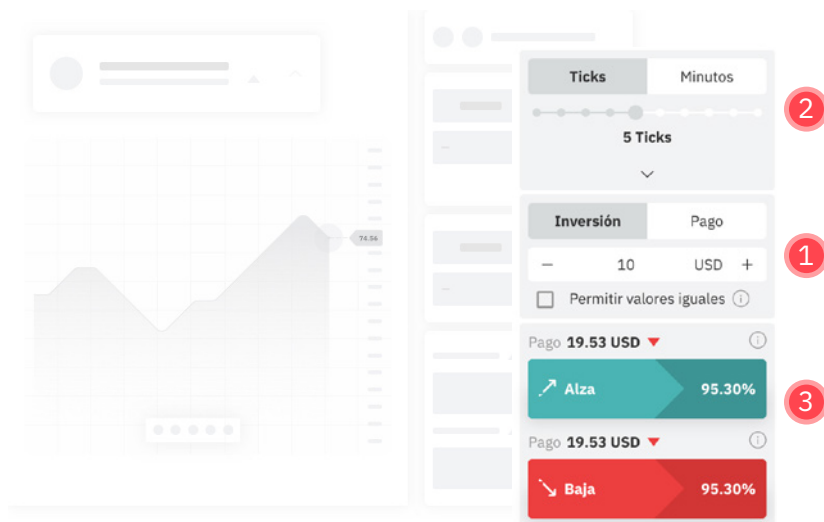 Ticks Minutos
5 Ticks
2
Inversión Pago
- 10 USD +
Permitir valores iguales
1
74.56
Pago 19.53 USD
Alza 95.30%
3
Pago 19.53 USD
Baja 95.30%